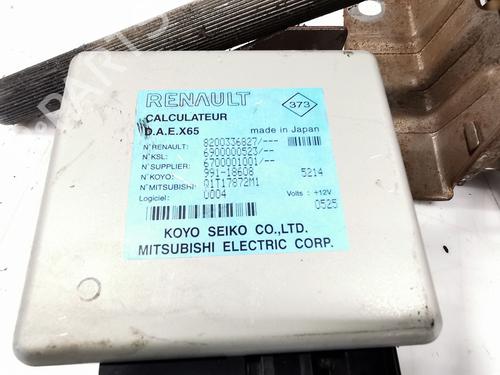 RENAULT
373
CALCULATEUR
D.A.E.X65
made in Japan
N°RENAULT: 8200336827/---
N°KSL: 6900000523/--
N°SUPPLIER: 6700001001/--
N°KOYO: 991-18608 5214
N°MITSUBISHI: Q1T17872M1
Logiciel: 0004 Volts: +12V
0525
KOYO SEIKO CO.,LTD.
MITSUBISHI ELECTRIC CORP.